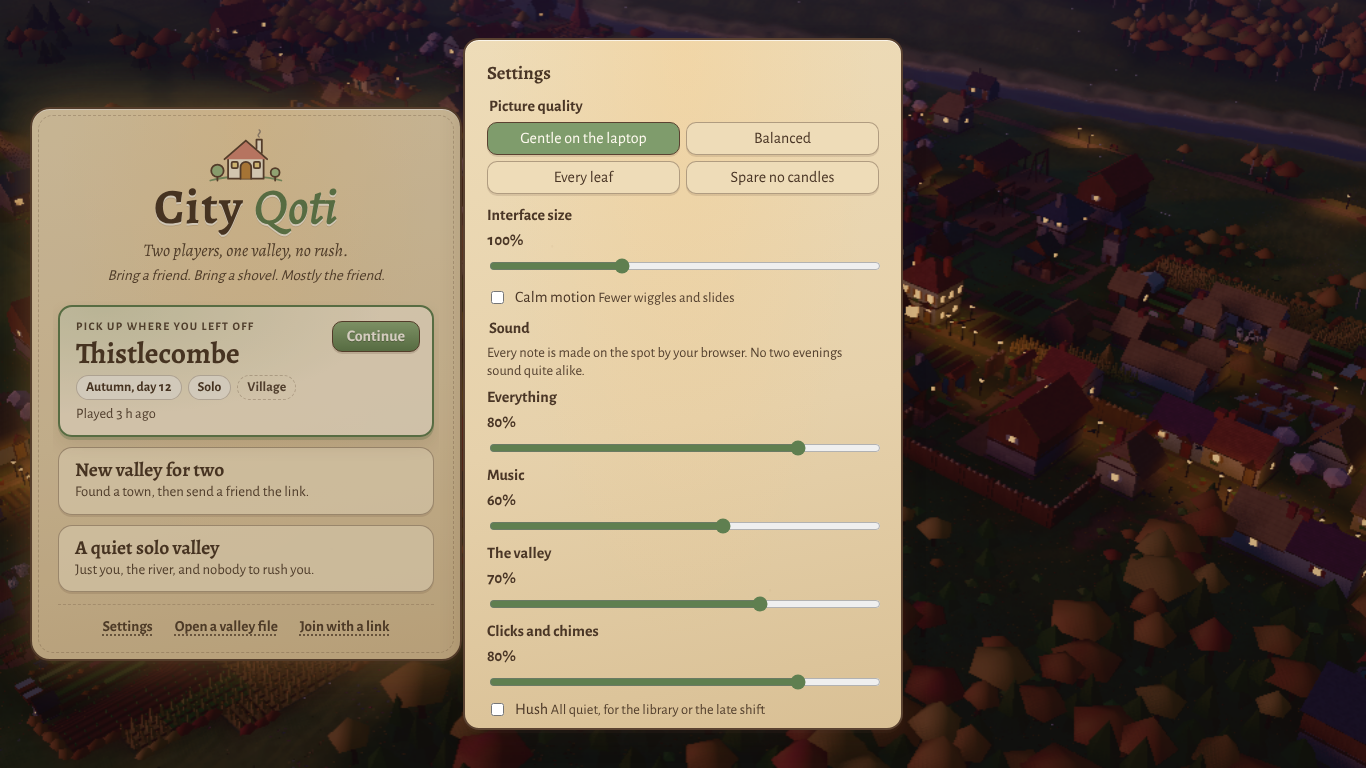 City Qoti
Two players, one valley, no rush.
Bring a friend. Bring a shovel. Mostly the friend.
PICK UP WHERE YOU LEFT OFF
Continue
Thistlecombe
Autumn, day 12
Solo
Village
Played 3 h ago
New valley for two
Found a town, then send a friend the link.
A quiet solo valley
Just you, the river, and nobody to rush you.
Settings
Open a valley file
Join with a link
Settings
Picture quality
Gentle on the laptop
Balanced
Every leaf
Spare no candles
Interface size
100%
Calm motion Fewer wiggles and slides
Sound
Every note is made on the spot by your browser. No two evenings
sound quite alike.
Everything
80%
Music
60%
The valley
70%
Clicks and chimes
80%
Hush All quiet, for the library or the late shift